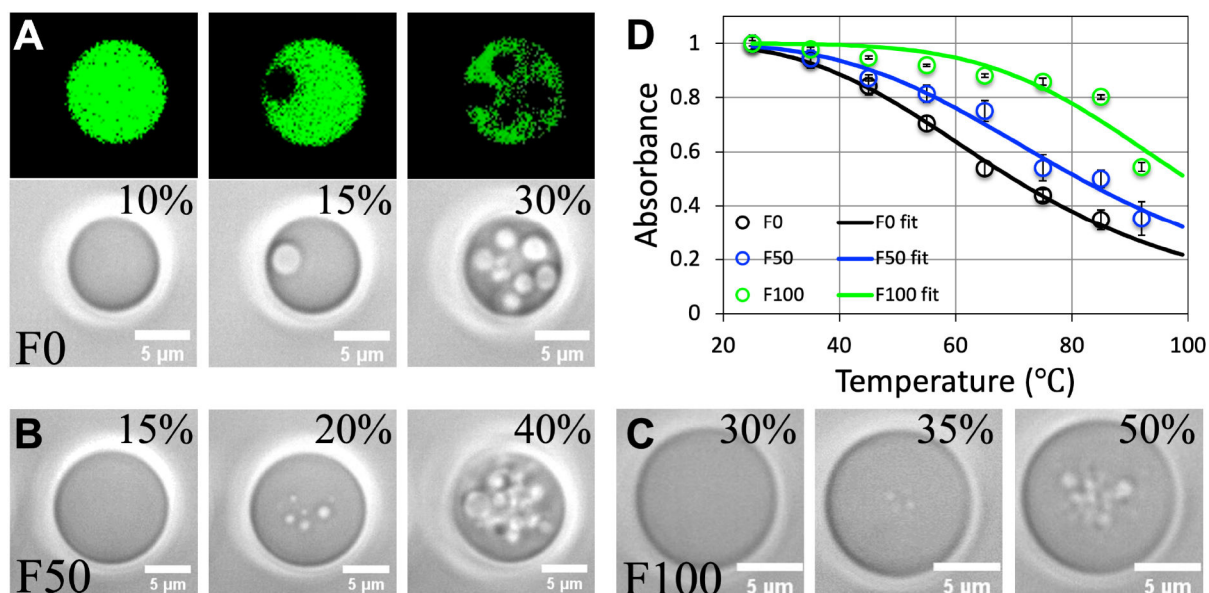 A
10%
15%
30%
F0
5 μm
5 μm
5 μm
B
15%
20%
40%
F50
5 μm
5 μm
5 μm
C
30%
35%
50%
F100
5 μm
5 μm
5 μm
D
Absorbance
1
0.8
0.6
0.4
0.2
0
F0
F0 fit
F50
F50 fit
F100
F100 fit
20
40
60
80
100
Temperature (°C)